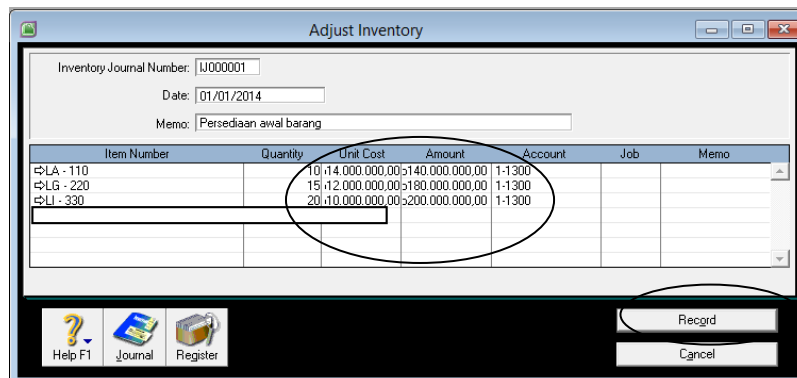 Adjust Inventory
Inventory Journal Number: IJ000001
Date: 01/01/2014
Memo: Persediaan awal barang
Item Number Quantity Unit Cost Amount Account Job Memo
LA - 110 10 14.000.000,00 140.000.000,00 1-1300
LG - 220 15 12.000.000,00 180.000.000,00 1-1300
LI - 330 20 10.000.000,00 200.000.000,00 1-1300
Record
Help F1 Journal Register
Cancel